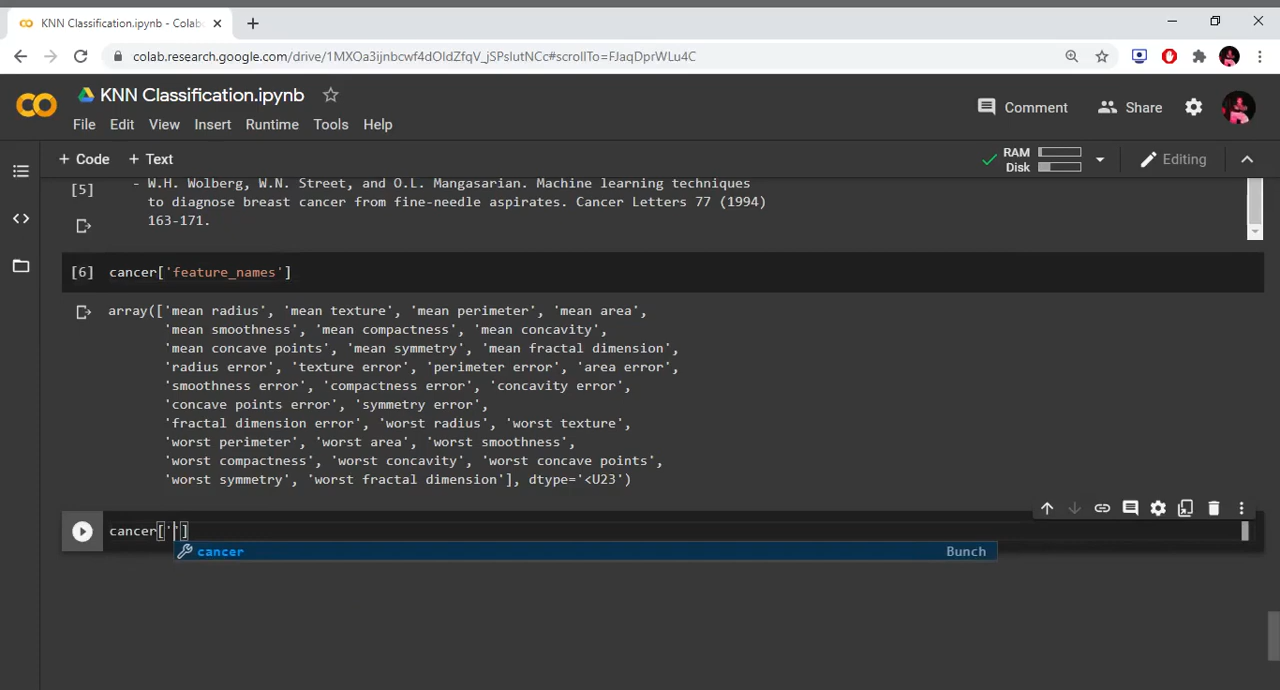 KNN Classification.ipynb - Colab
colab.research.google.com/drive/1MXOa3ijnbcwf4dOldZfqV_jSPslutNCc#scrollTo=FJaqDprWLu4C
KNN Classification.ipynb
Comment
Share
File Edit View Insert Runtime Tools Help
+ Code + Text
RAM
Disk
Editing
[5]
- W.H. Wolberg, W.N. Street, and O.L. Mangasarian. Machine learning techniques
to diagnose breast cancer from fine-needle aspirates. Cancer Letters 77 (1994)
163-171.
[6] cancer['feature_names']
array(['mean radius', 'mean texture', 'mean perimeter', 'mean area',
'mean smoothness', 'mean compactness', 'mean concavity',
'mean concave points', 'mean symmetry', 'mean fractal dimension',
'radius error', 'texture error', 'perimeter error', 'area error',
'smoothness error', 'compactness error', 'concavity error',
'concave points error', 'symmetry error',
'fractal dimension error', 'worst radius', 'worst texture',
'worst perimeter', 'worst area', 'worst smoothness',
'worst compactness', 'worst concavity', 'worst concave points',
'worst symmetry', 'worst fractal dimension'], dtype='<U23')
cancer['']
cancer Bunch